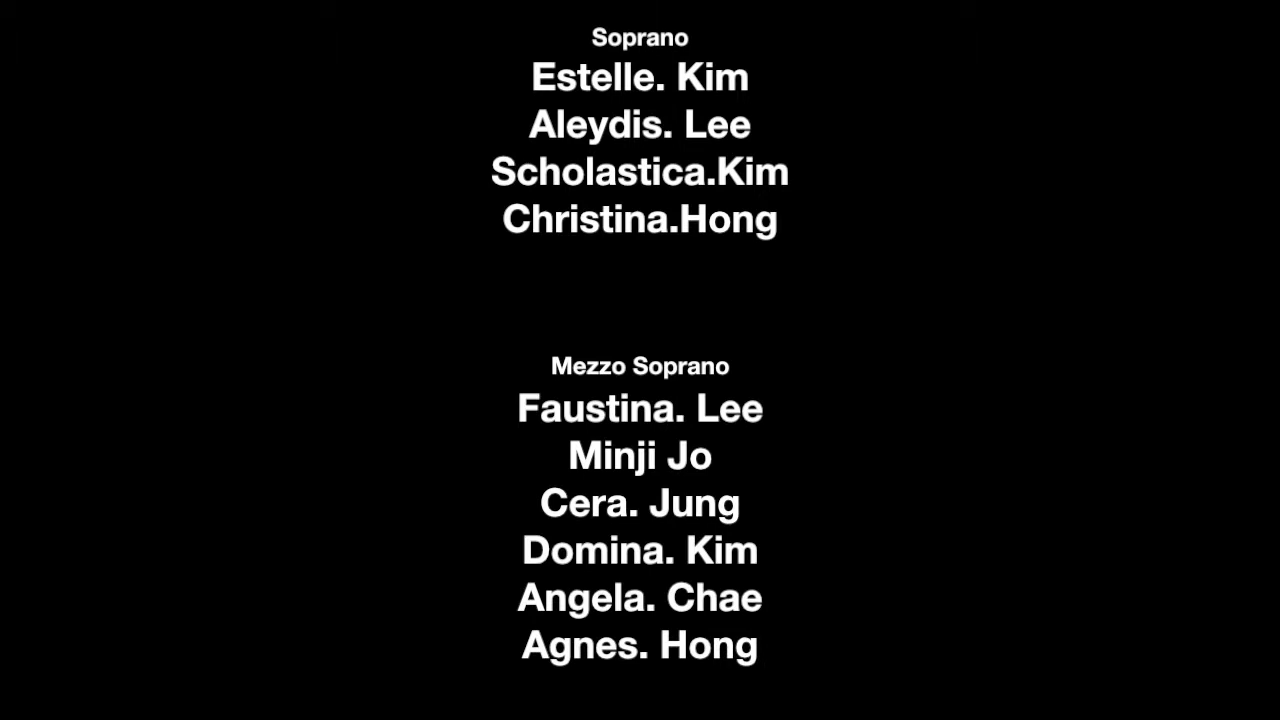 Soprano
Estelle. Kim
Aleydis. Lee
Scholastica.Kim
Christina.Hong
Mezzo Soprano
Faustina. Lee
Minji Jo
Cera. Jung
Domina. Kim
Angela. Chae
Agnes. Hong